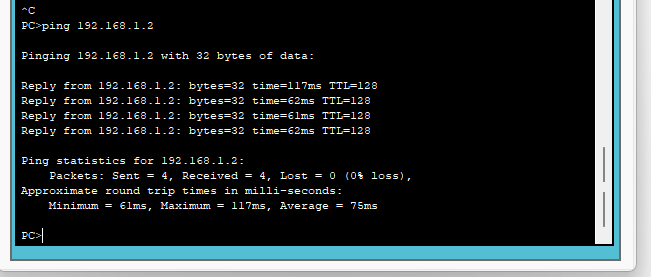 ^C
PC>ping 192.168.1.2
Pinging 192.168.1.2 with 32 bytes of data:
Reply from 192.168.1.2: bytes=32 time=117ms TTL=128
Reply from 192.168.1.2: bytes=32 time=62ms TTL=128
Reply from 192.168.1.2: bytes=32 time=61ms TTL=128
Reply from 192.168.1.2: bytes=32 time=62ms TTL=128
Ping statistics for 192.168.1.2:
Packets: Sent = 4, Received = 4, Lost = 0 (0% loss),
Approximate round trip times in milli-seconds:
Minimum = 61ms, Maximum = 117ms, Average = 75ms
PC>